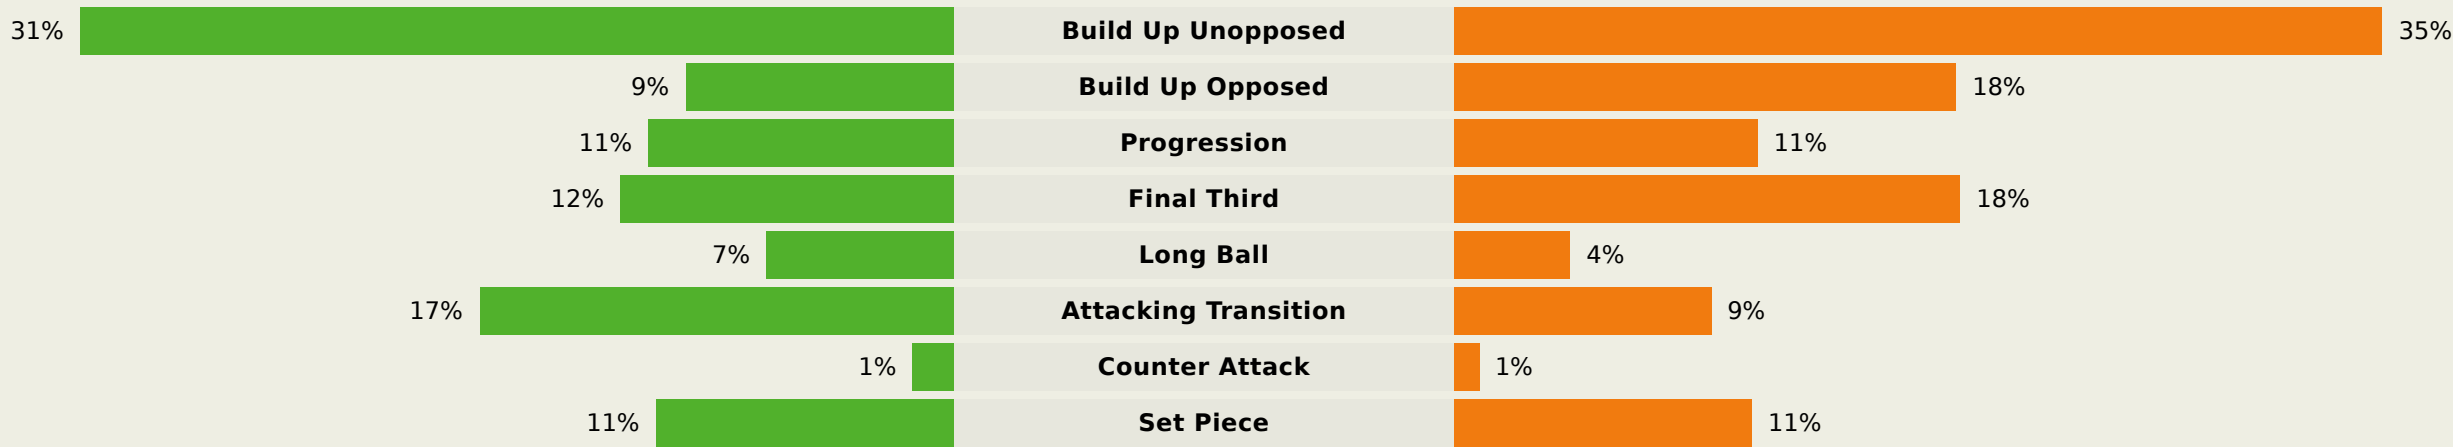 31% Build Up Unopposed 35%
9% Build Up Opposed 18%
11% Progression 11%
12% Final Third 18%
7% Long Ball 4%
17% Attacking Transition 9%
1% Counter Attack 1%
11% Set Piece 11%